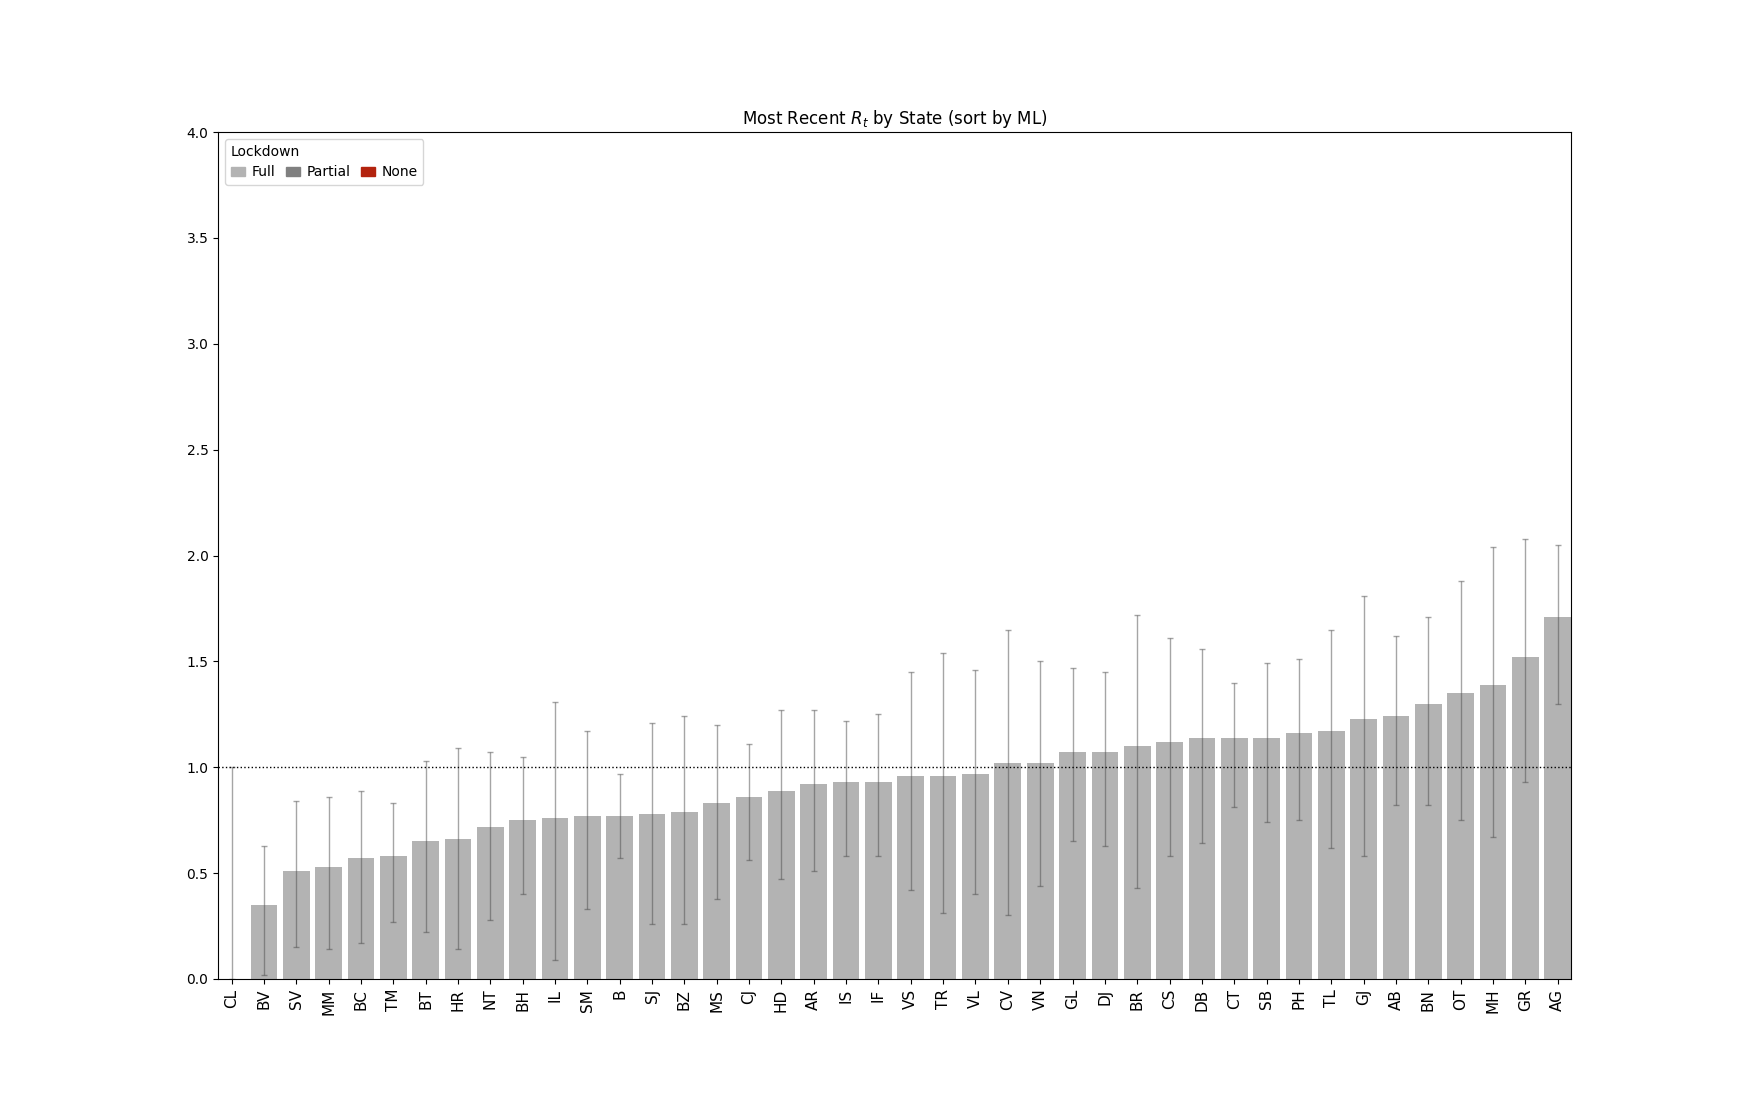 Most Recent Rt by State (sort by ML)
4.0
Lockdown
Full Partial None
3.5
3.0
2.5
2.0
1.5
1.0
0.5
0.0
CL BV SV MM BC TM BT HR NT BH IL SM B SJ BZ MS CJ HD AR IS IF VS TR VL CV VN GL DJ BR CS DB CT SB PH TL GJ AB BN OT MH GR AG